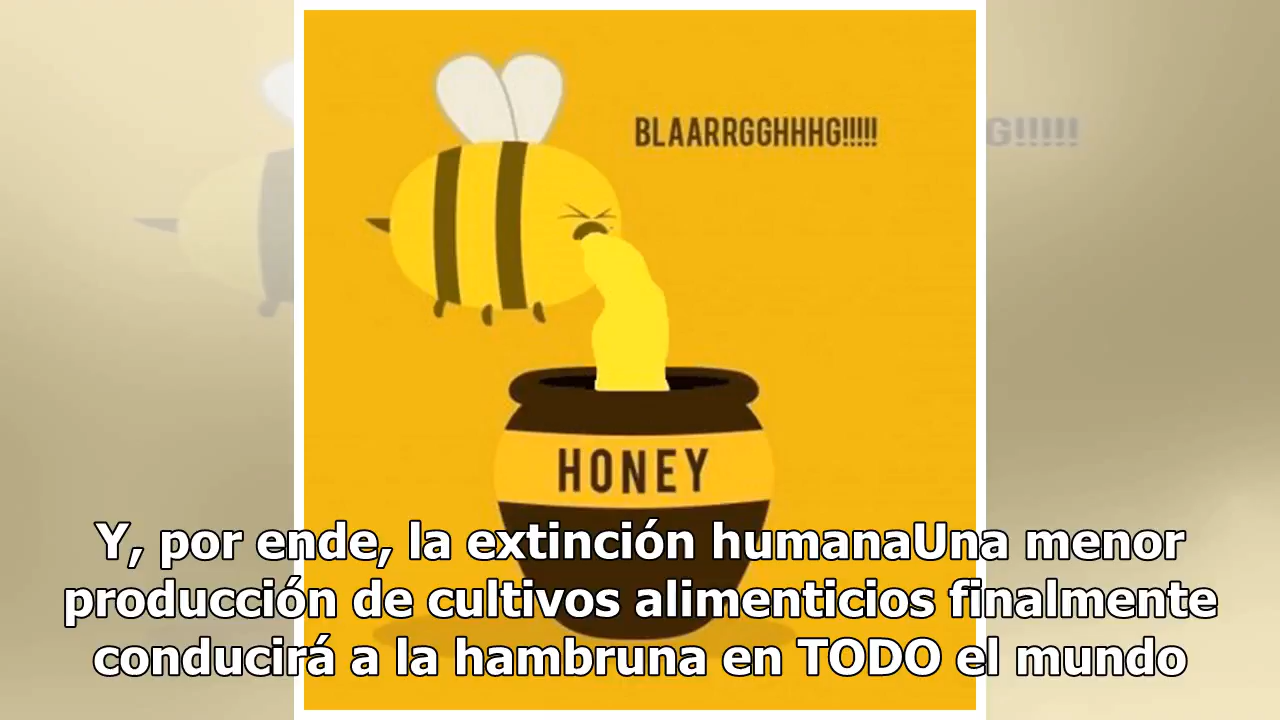 BLAARRGGHHHG!!!!!
G!!!!!
HONEY
Y, por ende, la extinción humanaUna menor
producción de cultivos alimenticios finalmente
conducirá a la hambruna en TODO el mundo